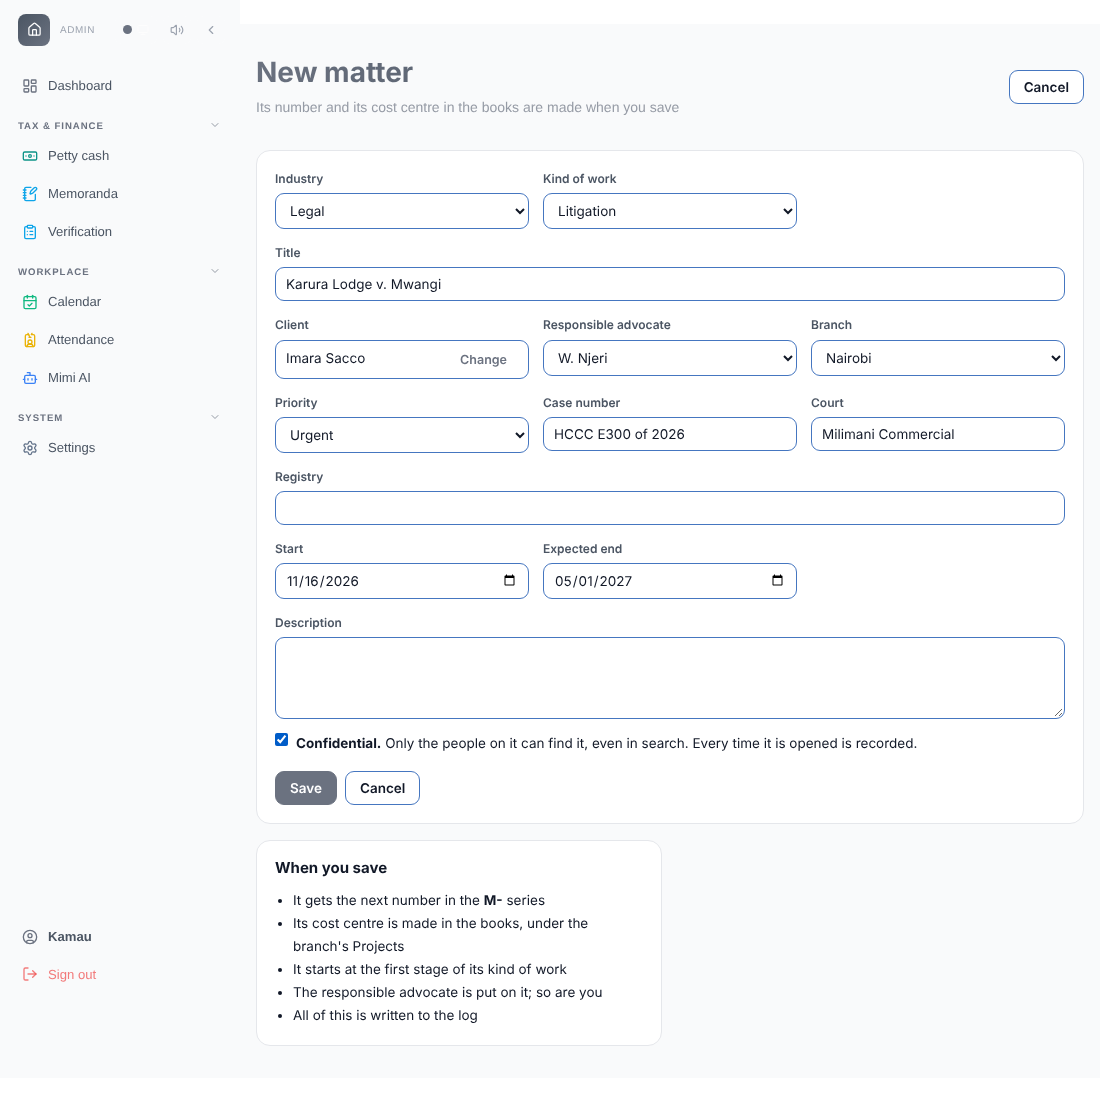 ADMIN
Dashboard
TAX & FINANCE
Petty cash
Memoranda
Verification
WORKPLACE
Calendar
Attendance
Mimi AI
SYSTEM
Settings
Kamau
Sign out
New matter
Its number and its cost centre in the books are made when you save
Cancel
Industry
Kind of work
Legal
Litigation
Title
Karura Lodge v. Mwangi
Client
Responsible advocate
Branch
Imara Sacco
Change
W. Njeri
Nairobi
Priority
Case number
Court
Urgent
HCCC E300 of 2026
Milimani Commercial
Registry
Start
Expected end
11/16/2026
05/01/2027
Description
Confidential. Only the people on it can find it, even in search. Every time it is opened is recorded.
Save
Cancel
When you save
• It gets the next number in the M- series
• Its cost centre is made in the books, under the
branch's Projects
• It starts at the first stage of its kind of work
• The responsible advocate is put on it; so are you
• All of this is written to the log